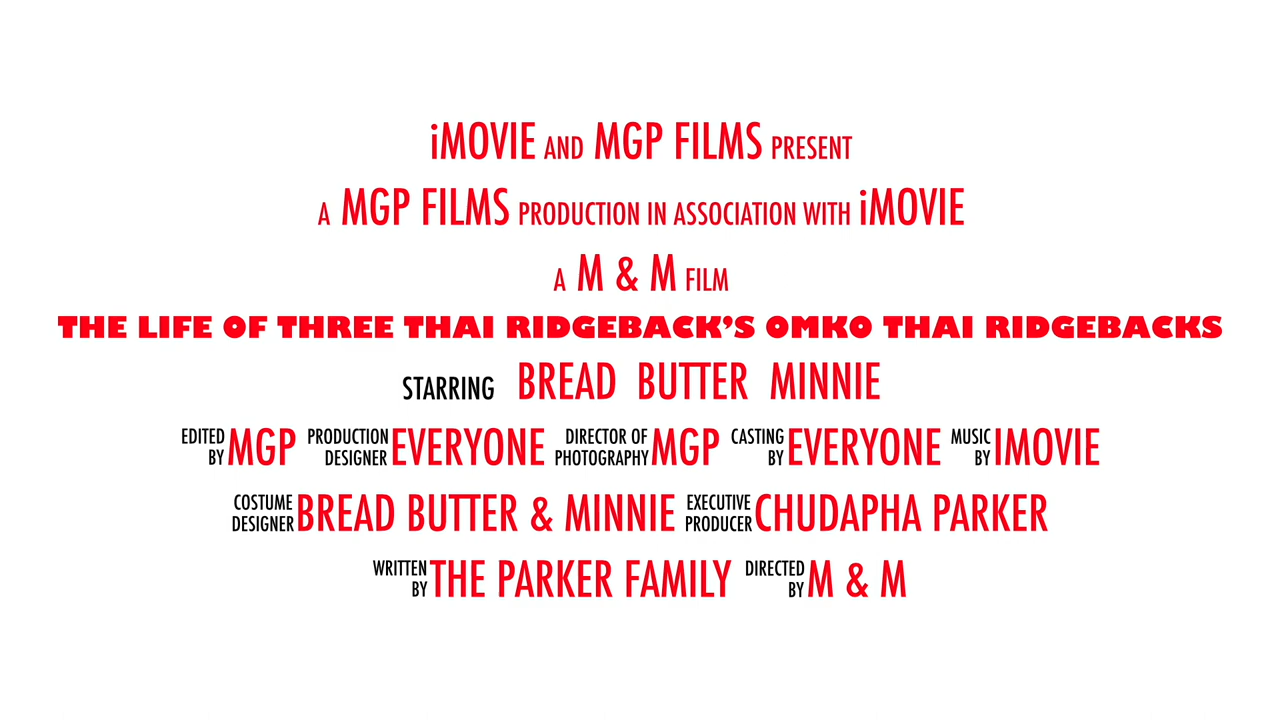 iMOVIE AND MGP FILMS PRESENT
A MGP FILMS PRODUCTION IN ASSOCIATION WITH iMOVIE
A M & M FILM
THE LIFE OF THREE THAI RIDGEBACK'S OMKO THAI RIDGEBACKS
STARRING BREAD BUTTER MINNIE
EDITED BY MGP PRODUCTION DESIGNER EVERYONE DIRECTOR OF PHOTOGRAPHY MGP CASTING BY EVERYONE MUSIC BY IMOVIE
COSTUME DESIGNER BREAD BUTTER & MINNIE EXECUTIVE PRODUCER CHUDAPHA PARKER
WRITTEN BY THE PARKER FAMILY DIRECTED BY M & M